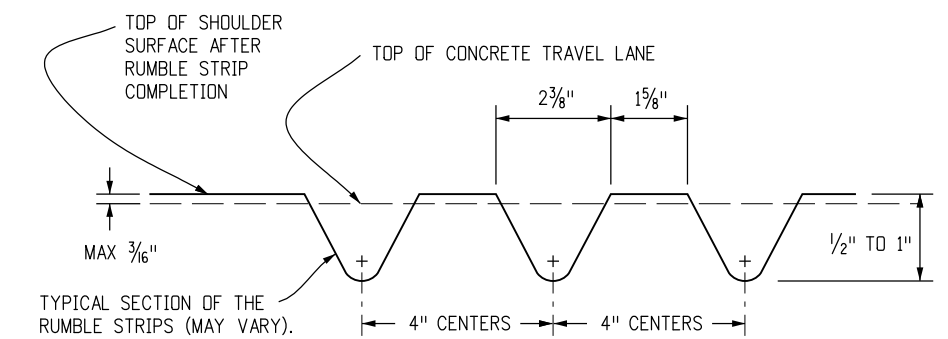 TOP OF SHOULDER
SURFACE AFTER
RUMBLE STRIP
COMPLETION
TOP OF CONCRETE TRAVEL LANE
2⅜"
1⅝"
MAX 3⁄16"
½" TO 1"
TYPICAL SECTION OF THE
RUMBLE STRIPS (MAY VARY).
4" CENTERS
4" CENTERS